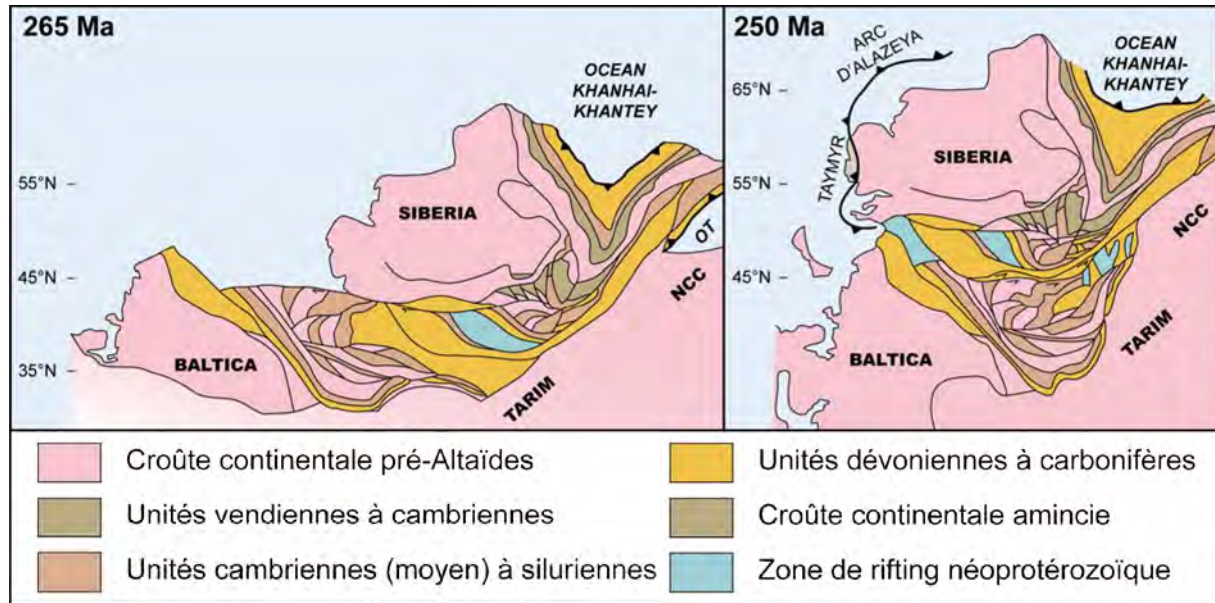 265 Ma
OCEAN
KHANHAI-
KHANTEY
55°N
SIBERIA
OT
NCC
45°N
BALTICA
35°N
TARIM
250 Ma
ARC
D'ALAZEYA
OCEAN
KHANHAI-
KHANTEY
65°N
TAYMYR
SIBERIA
55°N
NCC
45°N
BALTICA
TARIM
Croûte continentale pré-Altaïdes
Unités vendiennes à cambriennes
Unités cambriennes (moyen) à siluriennes
Unités dévoniennes à carbonifères
Croûte continentale amincie
Zone de rifting néoprotérozoïque